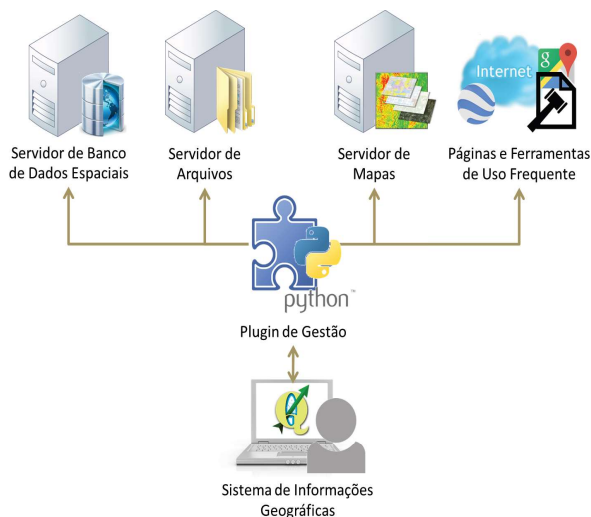 Internet
g
Servidor de Banco
de Dados Espaciais
Servidor de
Arquivos
Servidor de
Mapas
Páginas e Ferramentas
de Uso Frequente
python™
Plugin de Gestão
Sistema de Informações
Geográficas